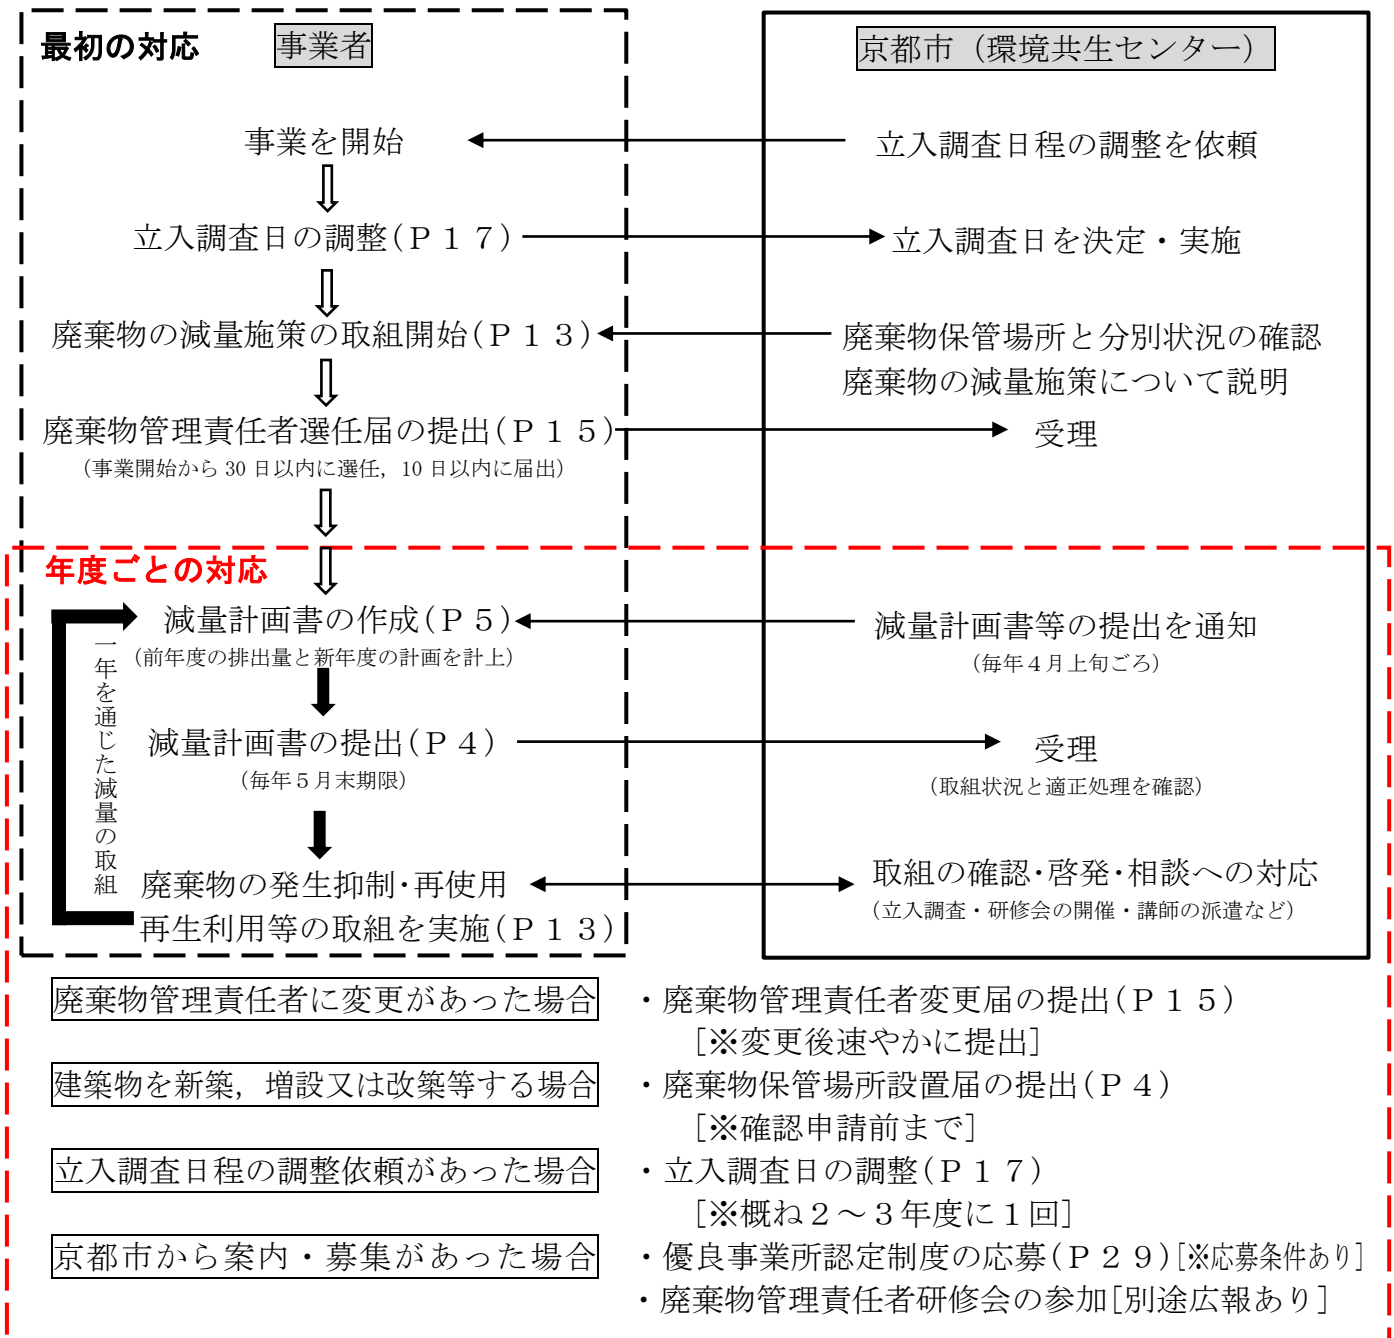 最初の対応　事業者
京都市（環境共生センター）
事業を開始
立入調査日程の調整を依頼
立入調査日の調整(Ｐ１７)
立入調査日を決定・実施
廃棄物の減量施策の取組開始(Ｐ１３)
廃棄物保管場所と分別状況の確認
廃棄物の減量施策について説明
廃棄物管理責任者選任届の提出(Ｐ１５)
（事業開始から 30 日以内に選任，10 日以内に届出）
受理
年度ごとの対応
減量計画書の作成(Ｐ５)
（前年度の排出量と新年度の計画を計上）
減量計画書等の提出を通知
（毎年４月上旬ごろ）
一年を通じた減量の取組
減量計画書の提出(Ｐ４)
（毎年５月末期限）
受理
（取組状況と適正処理を確認）
廃棄物の発生抑制・再使用
再生利用等の取組を実施(Ｐ１３)
取組の確認・啓発・相談への対応
（立入調査・研修会の開催・講師の派遣など）
廃棄物管理責任者に変更があった場合
・廃棄物管理責任者変更届の提出(Ｐ１５)
[※変更後速やかに提出]
建築物を新築，増設又は改築等する場合
・廃棄物保管場所設置届の提出(Ｐ４)
[※確認申請前まで]
立入調査日程の調整依頼があった場合
・立入調査日の調整(Ｐ１７)
[※概ね２～３年度に１回]
京都市から案内・募集があった場合
・優良事業所認定制度の応募(Ｐ２９)[※応募条件あり]
・廃棄物管理責任者研修会の参加[別途広報あり]